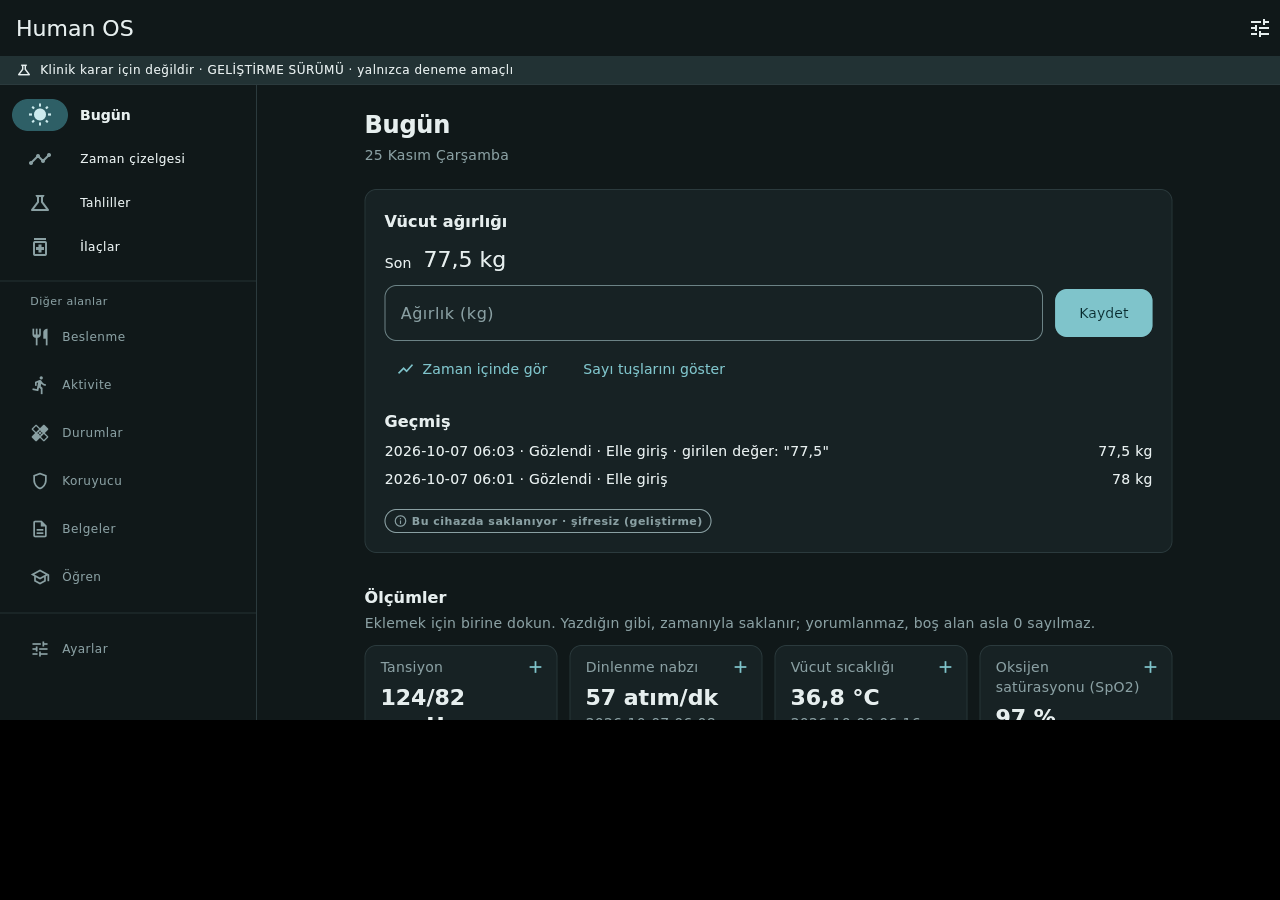 Human OS
Klinik karar için değildir · GELİŞTİRME SÜRÜMÜ · yalnızca deneme amaçlı
Bugün
Zaman çizelgesi
Tahliller
İlaçlar
Diğer alanlar
Beslenme
Aktivite
Durumlar
Koruyucu
Belgeler
Öğren
Ayarlar
Bugün
25 Kasım Çarşamba
Vücut ağırlığı
Son 77,5 kg
Ağırlık (kg)
Kaydet
Zaman içinde gör
Sayı tuşlarını göster
Geçmiş
2026-10-07 06:03 · Gözlendi · Elle giriş · girilen değer: "77,5" 77,5 kg
2026-10-07 06:01 · Gözlendi · Elle giriş 78 kg
Bu cihazda saklanıyor · şifresiz (geliştirme)
Ölçümler
Eklemek için birine dokun. Yazdığın gibi, zamanıyla saklanır; yorumlanmaz, boş alan asla 0 sayılmaz.
Tansiyon +
124/82
Dinlenme nabzı +
57 atım/dk
Vücut sıcaklığı +
36,8 °C
Oksijen +
satürasyonu (SpO2)
97 %